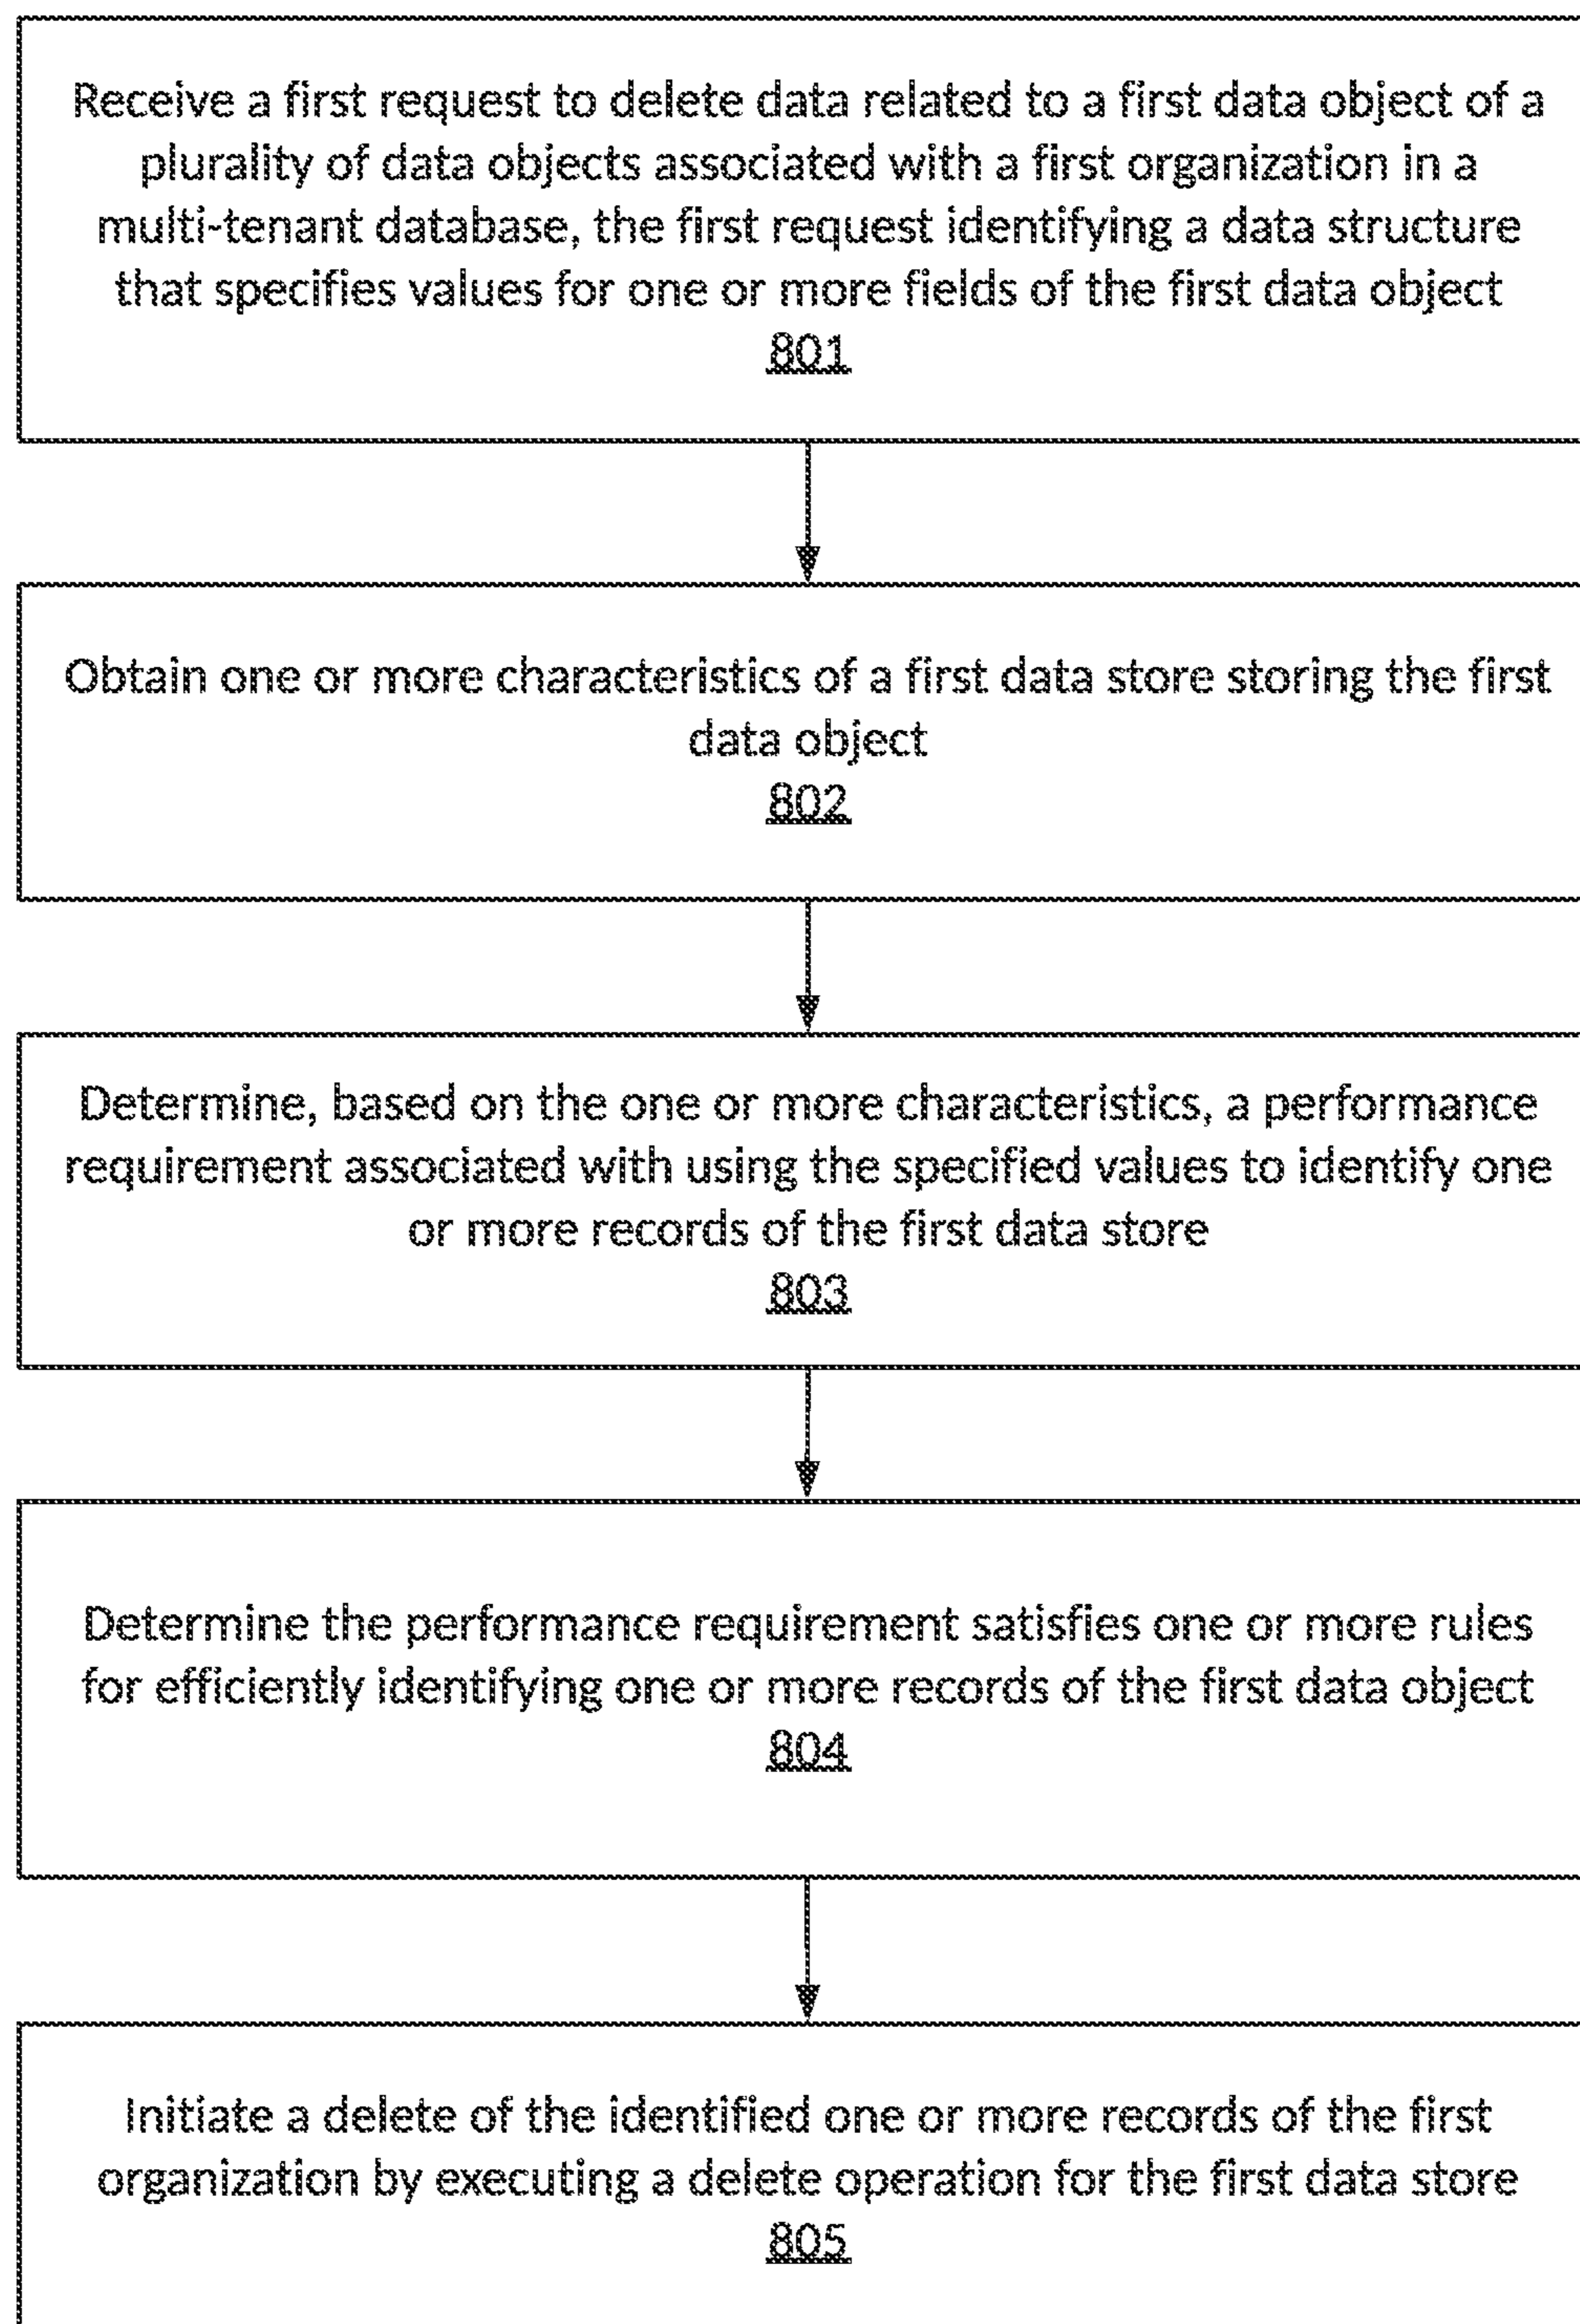 Receive a first request to delete data related to a first data object of a
plurality of data objects associated with a first organization in a
multi-tenant database, the first request identifying a data structure
that specifies values for one or more fields of the first data object
801
Obtain one or more characteristics of a first data store storing the first
data object
802
Determine, based on the one or more characteristics, a performance
requirement associated with using the specified values to identify one
or more records of the first data store
803
Determine the performance requirement satisfies one or more rules
for efficiently identifying one or more records of the first data object
804
Initiate a delete of the identified one or more records of the first
organization by executing a delete operation for the first data store
805